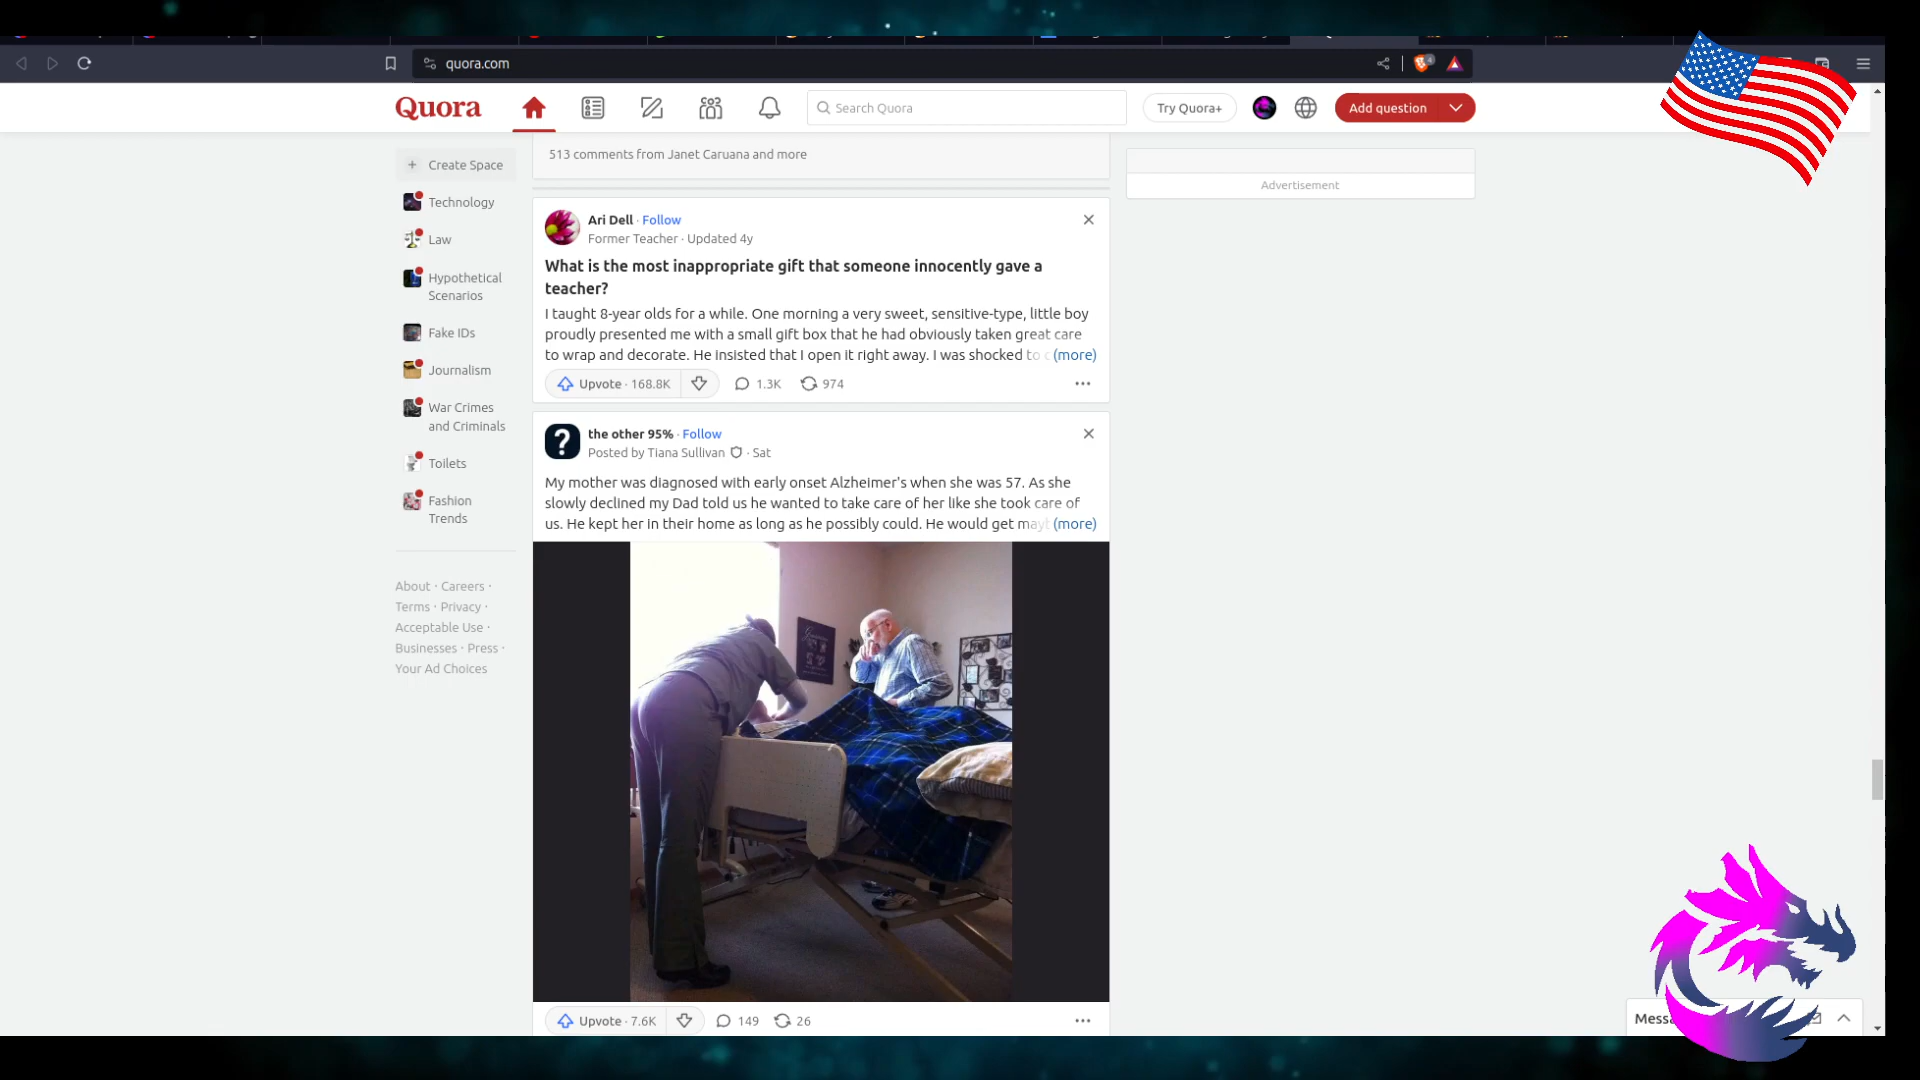 quora.com
Quora
Search Quora
Try Quora+
Add question
Create Space
Technology
Law
Hypothetical
Scenarios
Fake IDs
Journalism
War Crimes
and Criminals
Toilets
Fashion
Trends
About · Careers ·
Terms · Privacy ·
Acceptable Use ·
Businesses · Press ·
Your Ad Choices
513 comments from Janet Caruana and more
Ari Dell · Follow
Former Teacher · Updated 4y
What is the most inappropriate gift that someone innocently gave a
teacher?
I taught 8-year olds for a while. One morning a very sweet, sensitive-type, little boy
proudly presented me with a small gift box that he had obviously taken great care
to wrap and decorate. He insisted that I open it right away. I was shocked to (more)
Upvote · 168.8K
1.3K
974
the other 95% · Follow
Posted by Tiana Sullivan · Sat
My mother was diagnosed with early onset Alzheimer's when she was 57. As she
slowly declined my Dad told us he wanted to take care of her like she took care of
us. He kept her in their home as long as he possibly could. He would get (more)
Upvote · 7.6K
149
26
Advertisement